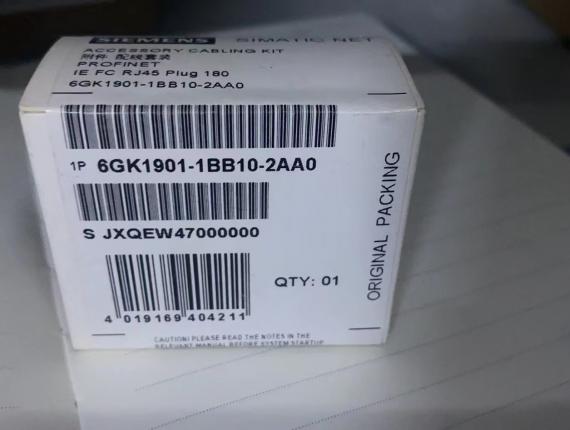 SIEMENS SIMATIC NET
ACCESSORY CABLING KIT
附件 配线套装
PROFINET
IE FC RJ45 Plug 180
6GK1901-1BB10-2AA0
1P 6GK1901-1BB10-2AA0
S JXQEW47000000
QTY: 01
4 019169 404211
CAUTION! PLEASE READ THE NOTES IN THE
RELEVANT MANUAL BEFORE SYSTEM STARTUP
ORIGINAL PACKING